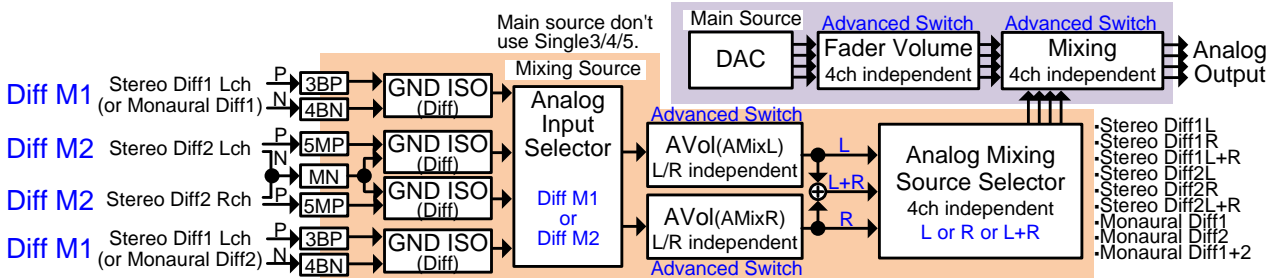 Main source don't
use Single3/4/5.
Mixing Source
Main Source
DAC
Advanced Switch
Fader Volume
4ch independent
Advanced Switch
Mixing
4ch independent
Analog
Output
Diff M1
Stereo Diff1 Lch
(or Monaural Diff1)
P
N
3BP
4BN
GND ISO
(Diff)
Diff M2
Stereo Diff2 Lch
P
N
5MP
MN
GND ISO
(Diff)
Diff M2
Stereo Diff2 Rch
P
5MP
GND ISO
(Diff)
Diff M1
Stereo Diff1 Lch
(or Monaural Diff2)
P
N
3BP
4BN
GND ISO
(Diff)
Analog
Input
Selector
Diff M1
or
Diff M2
Advanced Switch
AVol(AMixL)
L/R independent
AVol(AMixR)
L/R independent
Advanced Switch
L
L+R
R
Analog Mixing
Source Selector
4ch independent
L or R or L+R
▪Stereo Diff1L
▪Stereo Diff1R
▪Stereo Diff1L+R
▪Stereo Diff2L
▪Stereo Diff2R
▪Stereo Diff2L+R
▪Monaural Diff1
▪Monaural Diff2
▪Monaural Diff1+2